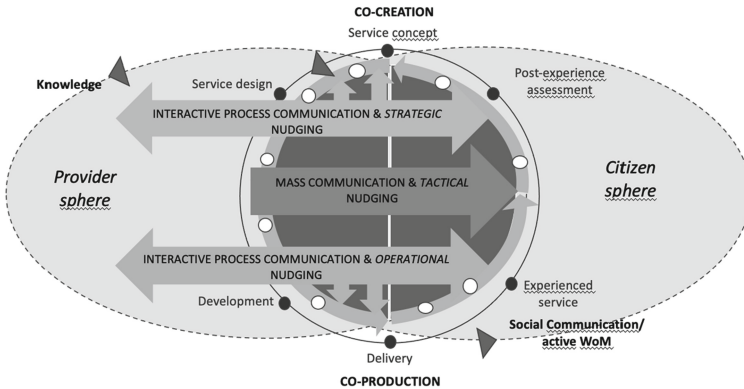 CO-CREATION
Service concept
Knowledge
Service design
Post-experience
assessment
INTERACTIVE PROCESS COMMUNICATION & STRATEGIC
NUDGING
Provider
sphere
MASS COMMUNICATION & TACTICAL
NUDGING
Citizen
sphere
INTERACTIVE PROCESS COMMUNICATION & OPERATIONAL
NUDGING
Development
Experienced
service
Social Communication/
active WoM
Delivery
CO-PRODUCTION